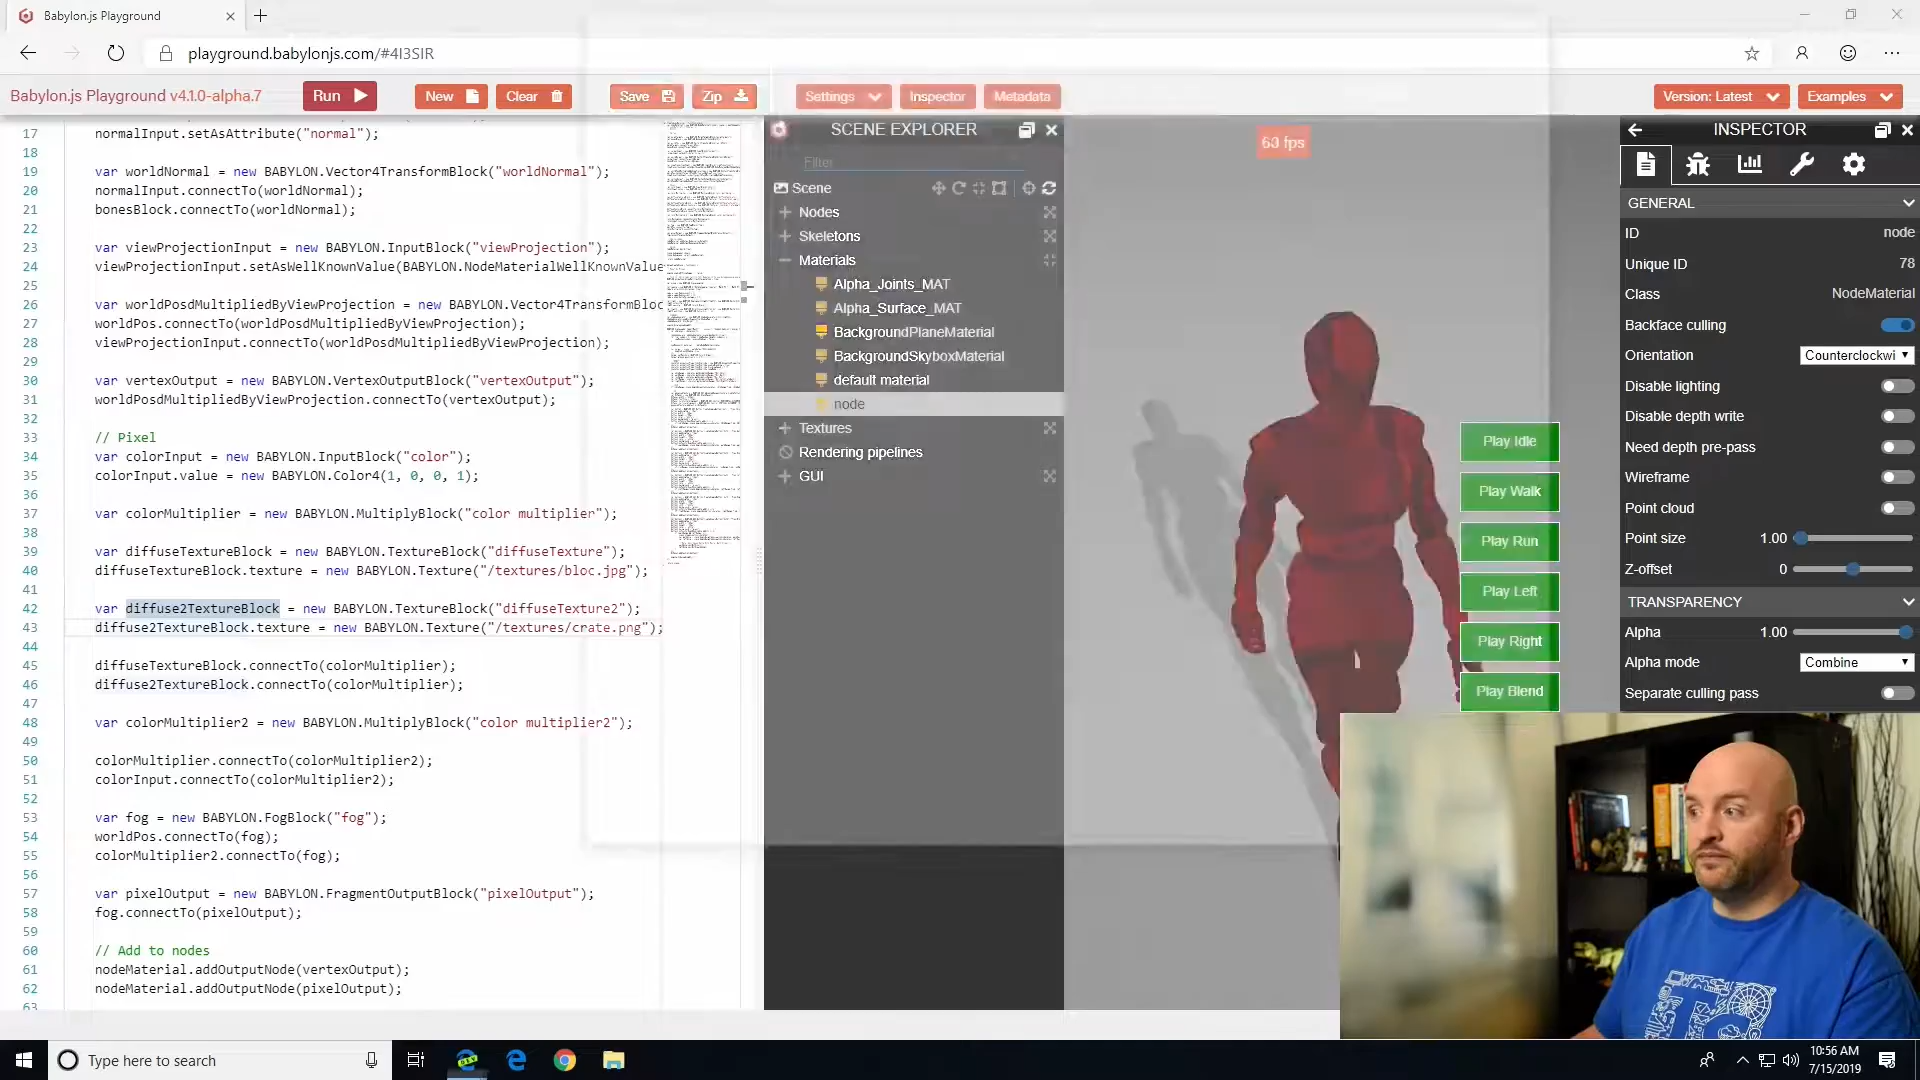 Babylon.js Playground
playground.babylonjs.com/#4I3SIR
Babylon.js Playground v4.1.0-alpha.7
Run
New
Clear
Save
Zip
Settings
Inspector
Metadata
Version: Latest
Examples
17 normalInput.setAsAttribute("normal");
18
19 var worldNormal = new BABYLON.Vector4TransformBlock("worldNormal");
20 normalInput.connectTo(worldNormal);
21 bonesBlock.connectTo(worldNormal);
22
23 var viewProjectionInput = new BABYLON.InputBlock("viewProjection");
24 viewProjectionInput.setAsWellKnownValue(BABYLON.NodeMaterialWellKnownValue
25
26 var worldPosdMultipliedByViewProjection = new BABYLON.Vector4TransformBloc
27 worldPos.connectTo(worldPosdMultipliedByViewProjection);
28 viewProjectionInput.connectTo(worldPosdMultipliedByViewProjection);
29
30 var vertexOutput = new BABYLON.VertexOutputBlock("vertexOutput");
31 worldPosdMultipliedByViewProjection.connectTo(vertexOutput);
32
33 // Pixel
34 var colorInput = new BABYLON.InputBlock("color");
35 colorInput.value = new BABYLON.Color4(1, 0, 0, 1);
36
37 var colorMultiplier = new BABYLON.MultiplyBlock("color multiplier");
38
39 var diffuseTextureBlock = new BABYLON.TextureBlock("diffuseTexture");
40 diffuseTextureBlock.texture = new BABYLON.Texture("/textures/bloc.jpg");
41
42 var diffuse2TextureBlock = new BABYLON.TextureBlock("diffuseTexture2");
43 diffuse2TextureBlock.texture = new BABYLON.Texture("/textures/crate.png");
44
45 diffuseTextureBlock.connectTo(colorMultiplier);
46 diffuse2TextureBlock.connectTo(colorMultiplier);
47
48 var colorMultiplier2 = new BABYLON.MultiplyBlock("color multiplier2");
49
50 colorMultiplier.connectTo(colorMultiplier2);
51 colorInput.connectTo(colorMultiplier2);
52
53 var fog = new BABYLON.FogBlock("fog");
54 worldPos.connectTo(fog);
55 colorMultiplier2.connectTo(fog);
56
57 var pixelOutput = new BABYLON.FragmentOutputBlock("pixelOutput");
58 fog.connectTo(pixelOutput);
59
60 // Add to nodes
61 nodeMaterial.addOutputNode(vertexOutput);
62 nodeMaterial.addOutputNode(pixelOutput);
63
SCENE EXPLORER
Filter
Scene
Nodes
Skeletons
Materials
Alpha_Joints_MAT
Alpha_Surface_MAT
BackgroundPlaneMaterial
BackgroundSkyboxMaterial
default material
node
Textures
Rendering pipelines
GUI
63 fps
Play Idle
Play Walk
Play Run
Play Left
Play Right
Play Blend
INSPECTOR
GENERAL
ID node
Unique ID 78
Class NodeMaterial
Backface culling
Orientation Counterclockwi
Disable lighting
Disable depth write
Need depth pre-pass
Wireframe
Point cloud
Point size 1.00
Z-offset 0
TRANSPARENCY
Alpha 1.00
Alpha mode Combine
Separate culling pass
Type here to search
10:56 AM
7/15/2019